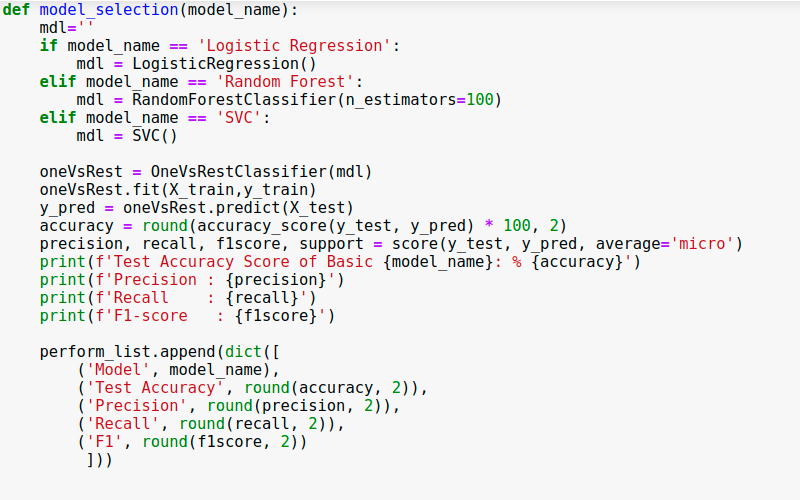 def model_selection(model_name):
    mdl=''
    if model_name == 'Logistic Regression':
        mdl = LogisticRegression()
    elif model_name == 'Random Forest':
        mdl = RandomForestClassifier(n_estimators=100)
    elif model_name == 'SVC':
        mdl = SVC()

    oneVsRest = OneVsRestClassifier(mdl)
    oneVsRest.fit(X_train,y_train)
    y_pred = oneVsRest.predict(X_test)
    accuracy = round(accuracy_score(y_test, y_pred) * 100, 2)
    precision, recall, f1score, support = score(y_test, y_pred, average='micro')
    print(f'Test Accuracy Score of Basic {model_name}: % {accuracy}')
    print(f'Precision : {precision}')
    print(f'Recall    : {recall}')
    print(f'F1-score   : {f1score}')

    perform_list.append(dict([
        ('Model', model_name),
        ('Test Accuracy', round(accuracy, 2)),
        ('Precision', round(precision, 2)),
        ('Recall', round(recall, 2)),
        ('F1', round(f1score, 2))
         ]))